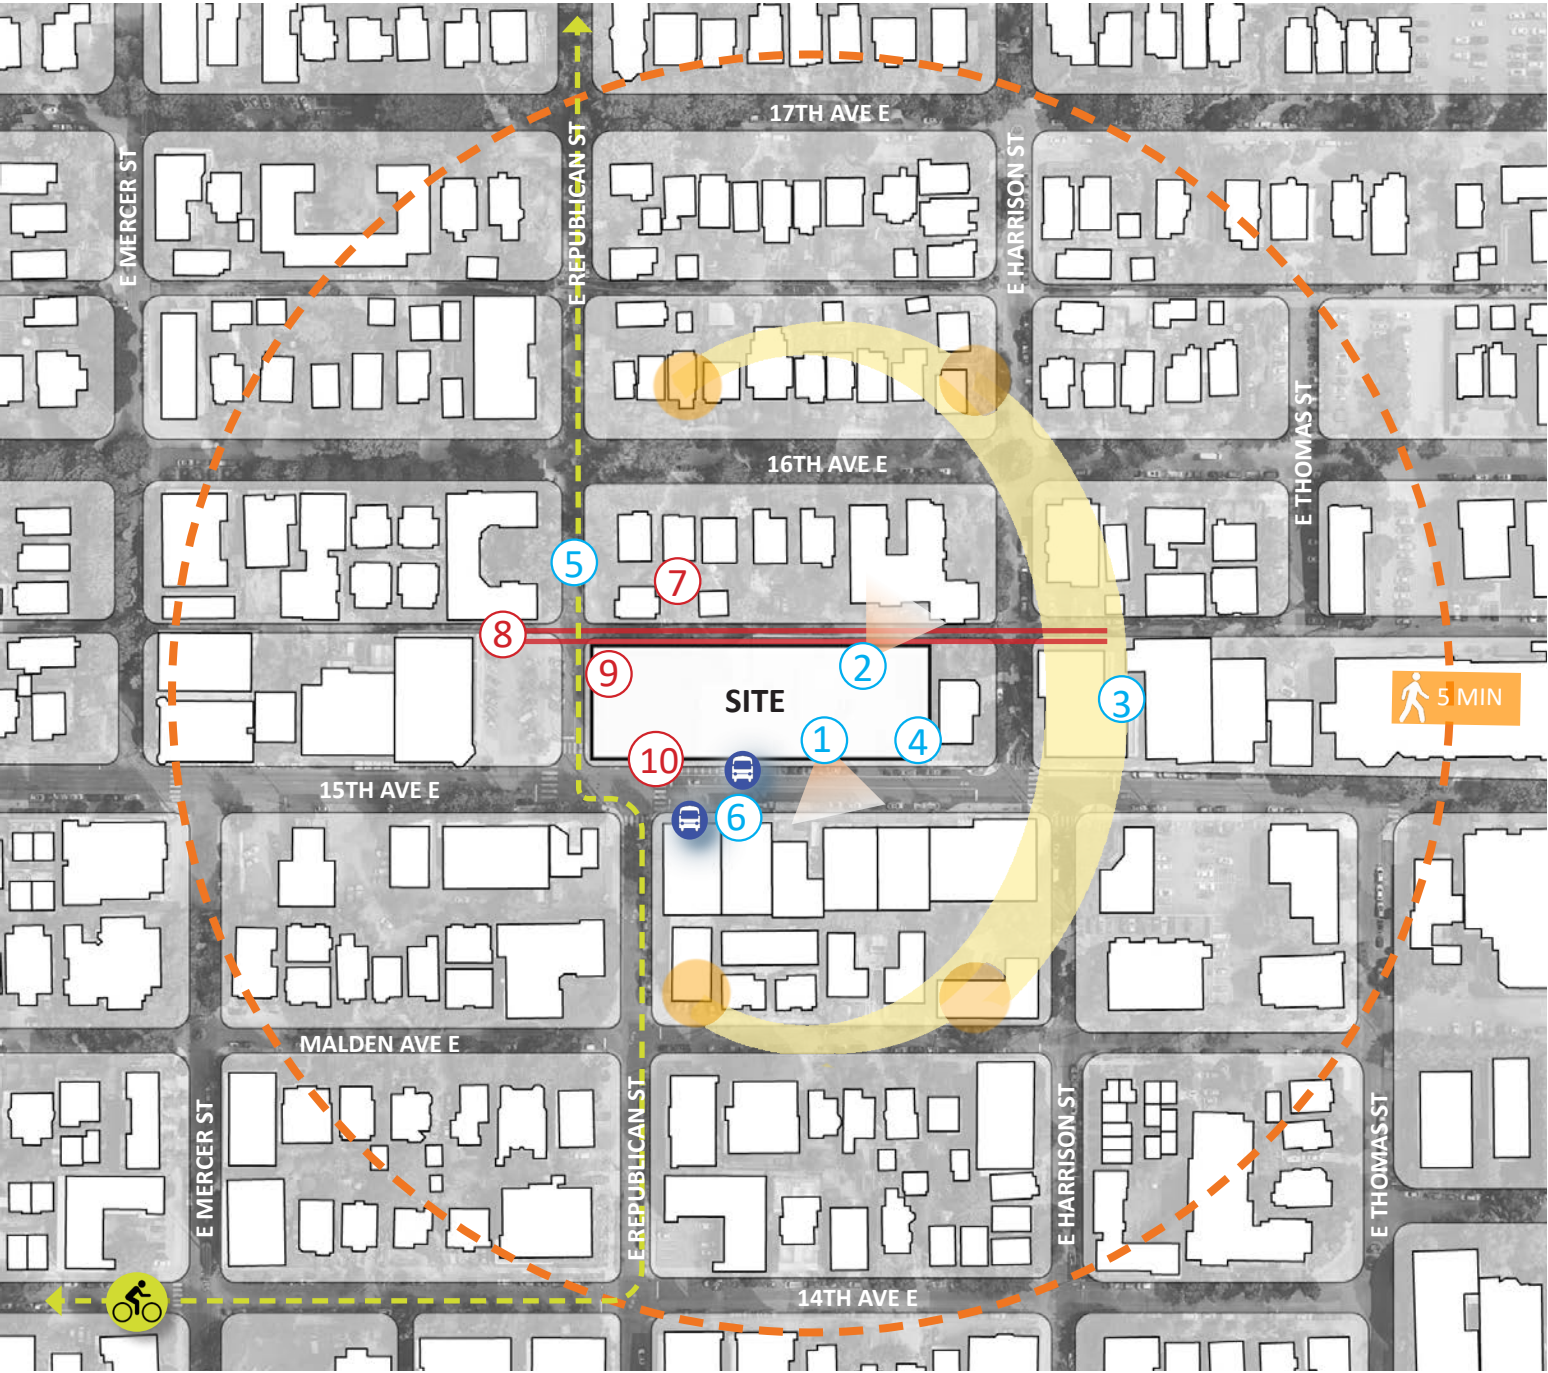 17TH AVE E
E MERCER ST
E REPUBLICAN ST
E HARRISON ST
E THOMAS ST
16TH AVE E
5
7
8
9
2
SITE
3
5 MIN
10
1
4
15TH AVE E
6
MALDEN AVE E
E MERCER ST
E REPUBLICAN ST
E HARRISON ST
E THOMAS ST
14TH AVE E